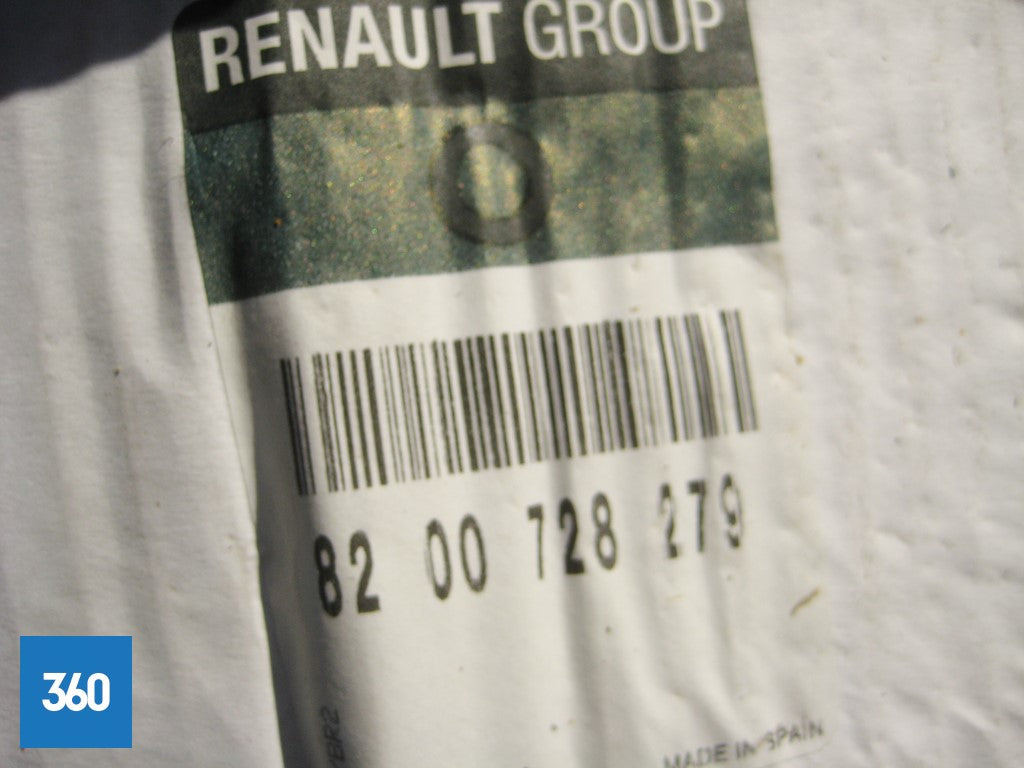 RENAULT GROUP
82 00 728 279
MADE IN SPAIN
360